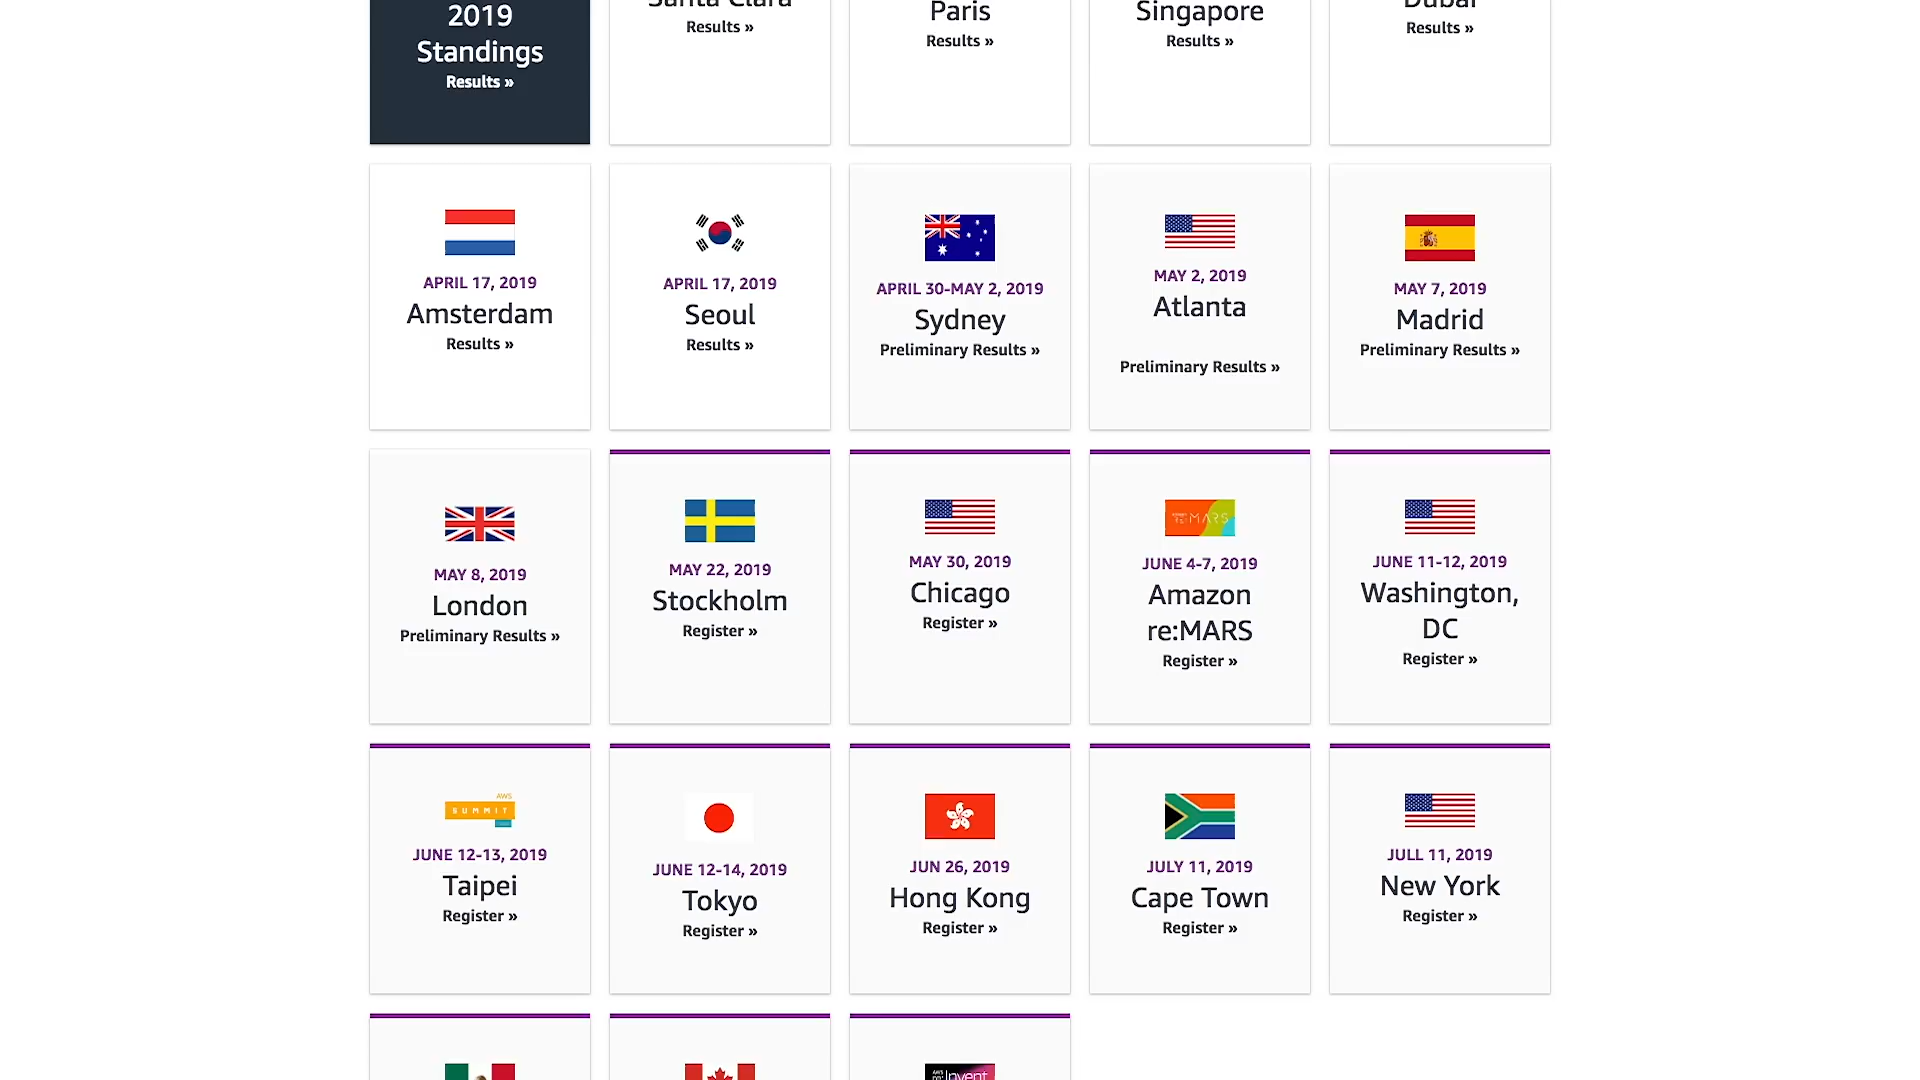 2019
Standings
Results »
Santa Clara
Results »
Paris
Results »
Singapore
Results »
Dubai
Results »
APRIL 17, 2019
Amsterdam
Results »
APRIL 17, 2019
Seoul
Results »
APRIL 30-MAY 2, 2019
Sydney
Preliminary Results »
MAY 2, 2019
Atlanta
Preliminary Results »
MAY 7, 2019
Madrid
Preliminary Results »
MAY 8, 2019
London
Preliminary Results »
MAY 22, 2019
Stockholm
Register »
MAY 30, 2019
Chicago
Register »
MARS
JUNE 4-7, 2019
Amazon
re:MARS
Register »
JUNE 11-12, 2019
Washington,
DC
Register »
AWS
SUMMIT
JUNE 12-13, 2019
Taipei
Register »
JUNE 12-14, 2019
Tokyo
Register »
JUN 26, 2019
Hong Kong
Register »
JULY 11, 2019
Cape Town
Register »
JULL 11, 2019
New York
Register »
AWS
Invent